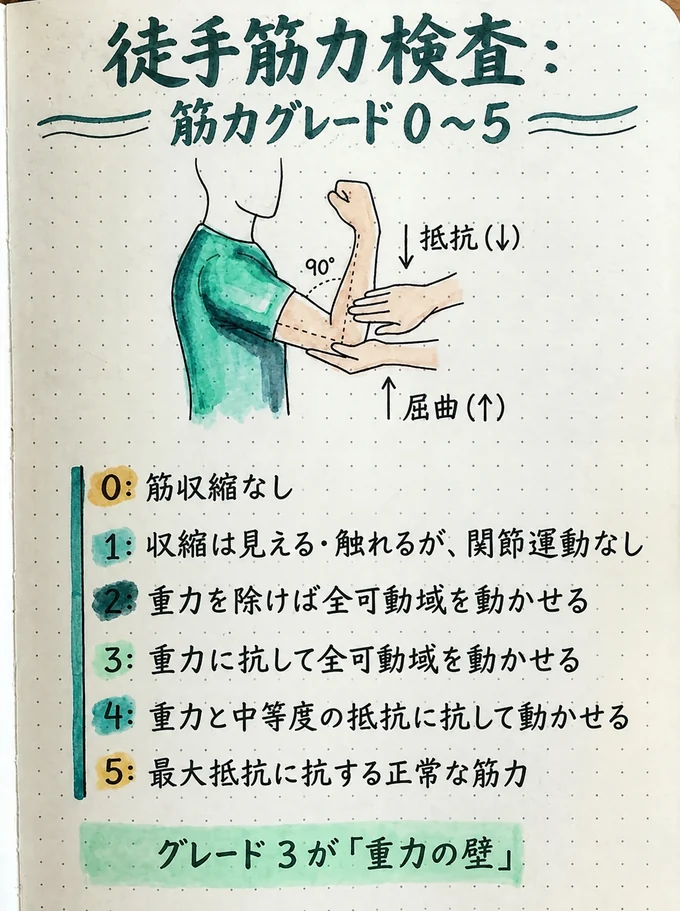 徒手筋力検査:
筋力グレード 0〜5
90°
抵抗(↓)
屈曲(↑)
0: 筋収縮なし
1: 収縮は見える・触れるが、関節運動なし
2: 重力を除けば全可動域を動かせる
3: 重力に抗して全可動域を動かせる
4: 重力と中等度の抵抗に抗して動かせる
5: 最大抵抗に抗する正常な筋力
グレード 3 が「重力の壁」